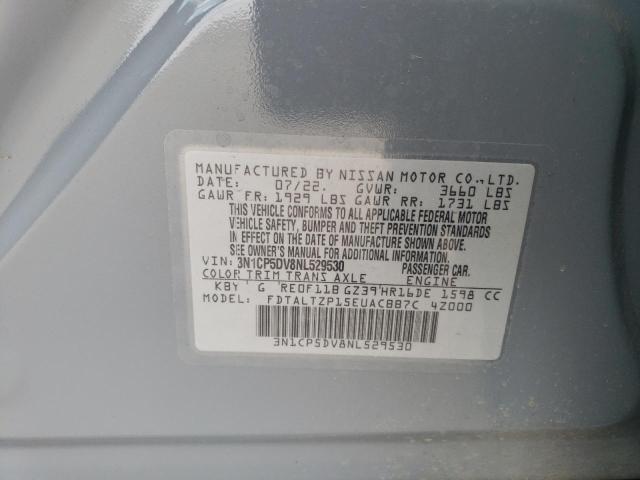 MANUFACTURED BY NISSAN MOTOR CO., LTD.
DATE: 07/22. GVWR: 3660 LBS
GAWR FR: 1929 LBS GAWR RR: 1731 LBS
THIS VEHICLE CONFORMS TO ALL APPLICABLE FEDERAL MOTOR
VEHICLE SAFETY, BUMPER AND THEFT PREVENTION STANDARDS
IN EFFECT ON THE DATE OF MANUFACTURE SHOWN ABOVE.
SEE OWNER'S MANUAL FOR ADDITIONAL INFORMATION.
VIN: 3N1CP5DV8NL529530 PASSENGER CAR.
COLOR TRIM TRANS AXLE ENGINE
KBY G RE0F11B GZ39 HR16DE 1598 CC
MODEL: FDTALTZP15EUACBB7C 4Z000
3N1CP5DV8NL529530